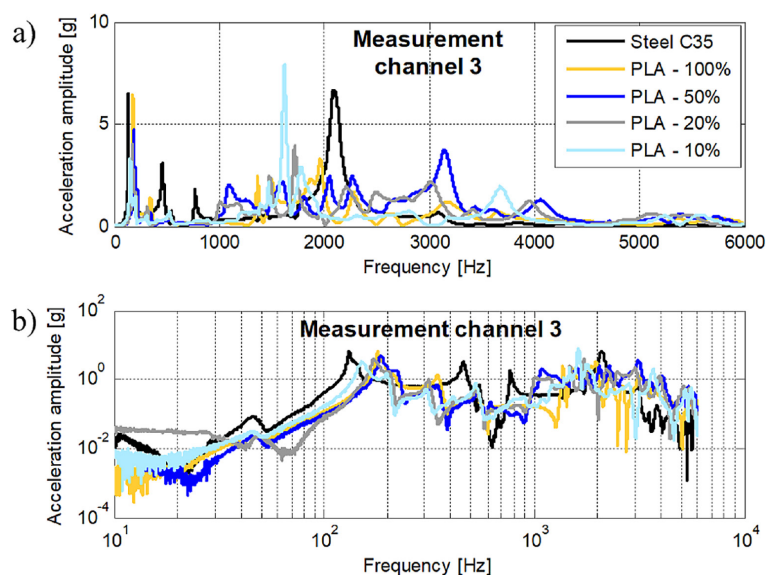 a)
Acceleration amplitude [g]
10
5
0
Measurement
channel 3
Steel C35
PLA - 100%
PLA - 50%
PLA - 20%
PLA - 10%
0 1000 2000 3000 4000 5000 6000
Frequency [Hz]
b)
Acceleration amplitude [g]
10^2
10^0
10^-2
10^-4
Measurement channel 3
10^1 10^2 10^3 10^4
Frequency [Hz]